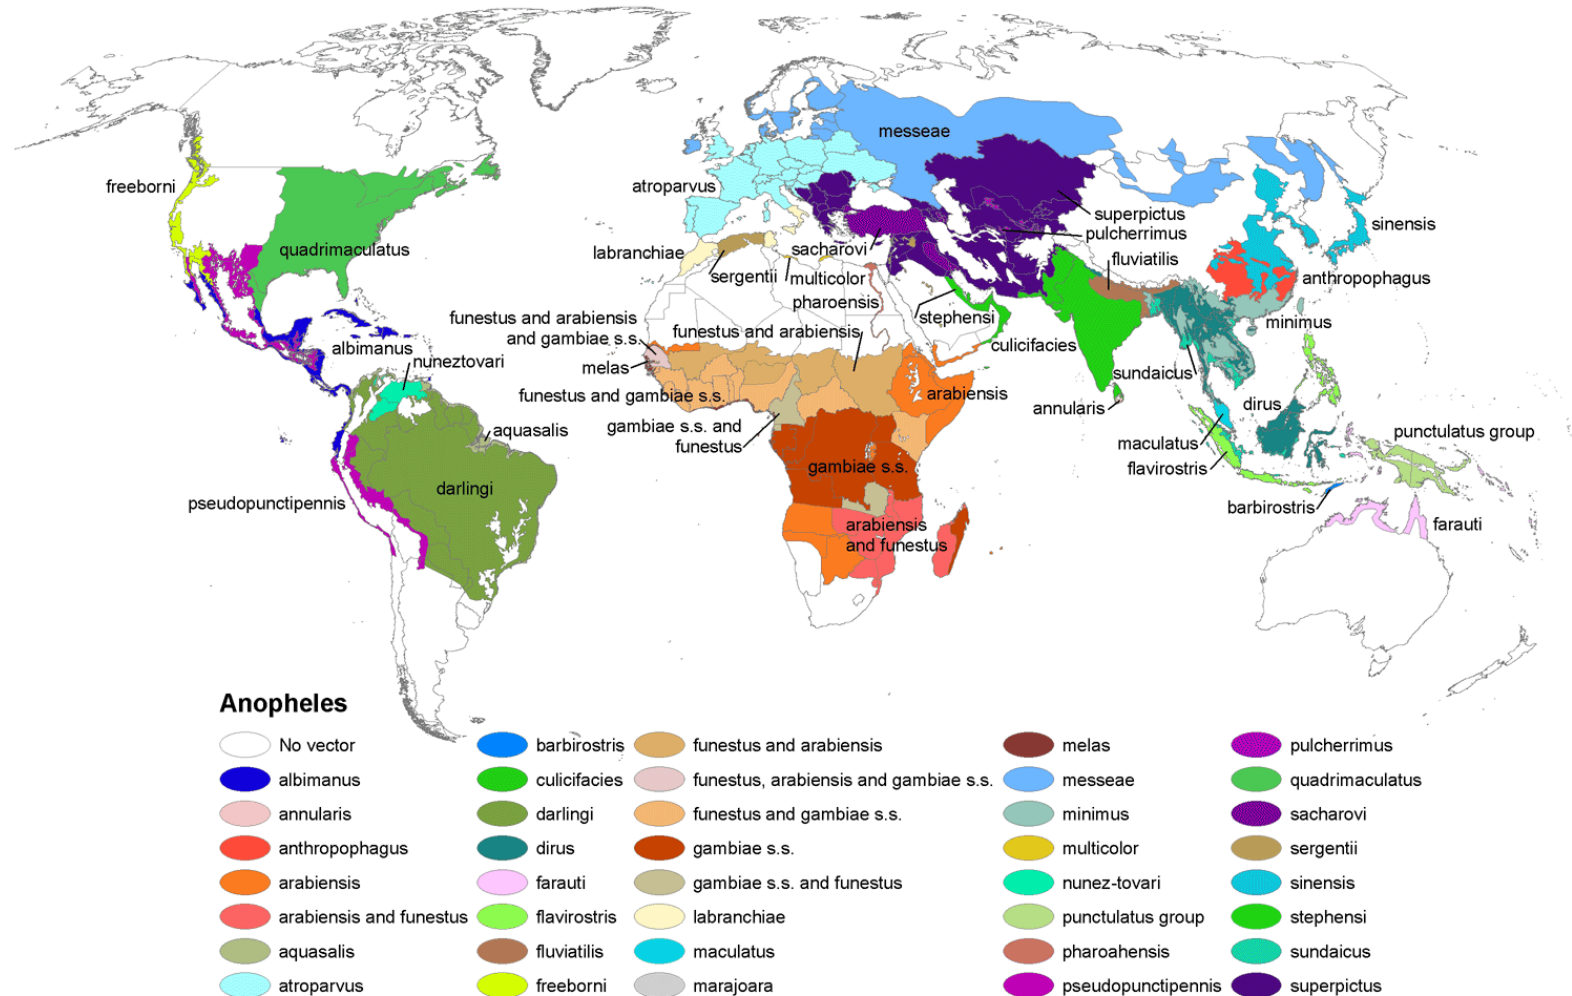 messeae
freeborni
atroparvus
superpictus
pulcherrimus
sinensis
quadrimaculatus
labranchiae
sacharovi
fluviatilis
sergentii
multicolor
anthropophagus
pharoensis
funestus and arabiensis
and gambiae s.s.
funestus and arabiensis
stephensi
minimus
albimanus
nuneztovari
culicifacies
melas
sundaicus
funestus and gambiae s.s.
arabiensis
annularis
dirus
aquasalis
gambiae s.s. and
funestus
maculatus
punctulatus group
flavirostris
gambiae s.s.
darlingi
pseudopunctipennis
barbirostris
arabiensis
and funestus
farauti
Anopheles
No vector
albimanus
annularis
anthropophagus
arabiensis
arabiensis and funestus
aquasalis
atroparvus
barbirostris
culicifacies
darlingi
dirus
farauti
flavirostris
fluviatilis
freeborni
funestus and arabiensis
funestus, arabiensis and gambiae s.s.
funestus and gambiae s.s.
gambiae s.s.
gambiae s.s. and funestus
labranchiae
maculatus
marajoara
melas
messeae
minimus
multicolor
nunez-tovari
punctulatus group
pharoahensis
pseudopunctipennis
pulcherrimus
quadrimaculatus
sacharovi
sergentii
sinensis
stephensi
sundaicus
superpictus